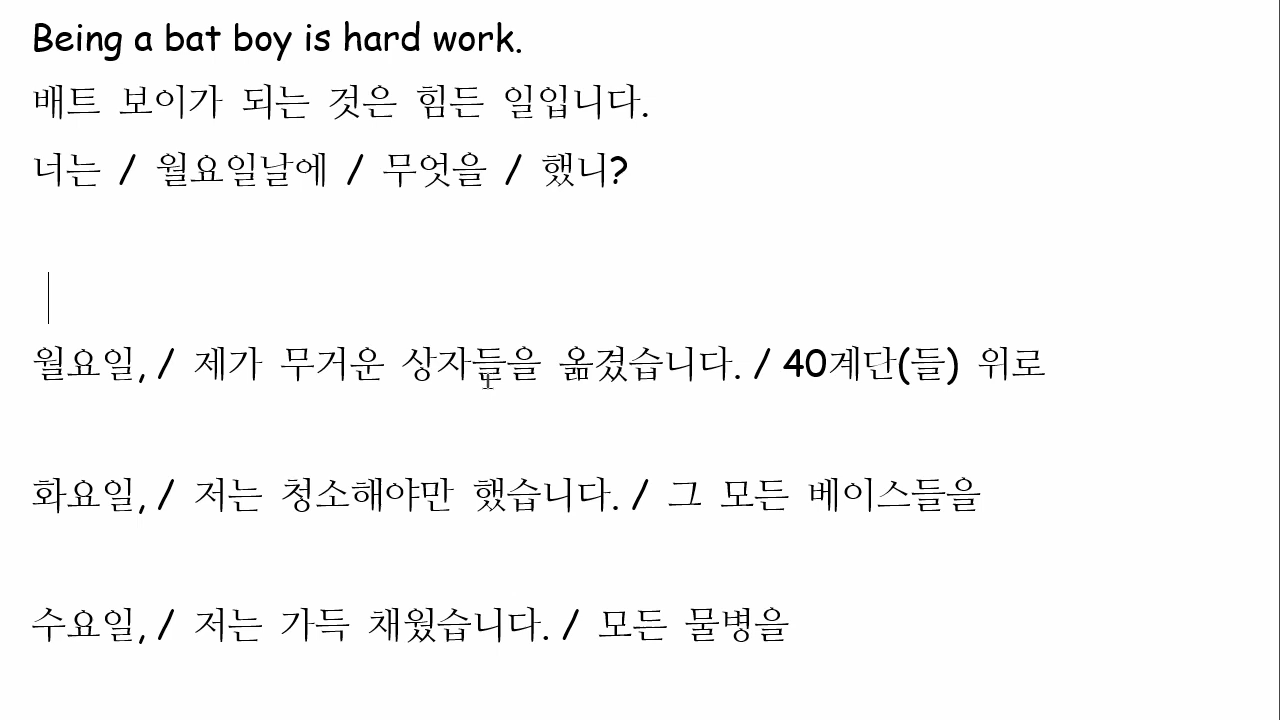 Being a bat boy is hard work.
배트 보이가 되는 것은 힘든 일입니다.
너는 / 월요일날에 / 무엇을 / 했니?
월요일, / 제가 무거운 상자들을 옮겼습니다. / 40계단(들) 위로
화요일, / 저는 청소해야만 했습니다. / 그 모든 베이스들을
수요일, / 저는 가득 채웠습니다. / 모든 물병을